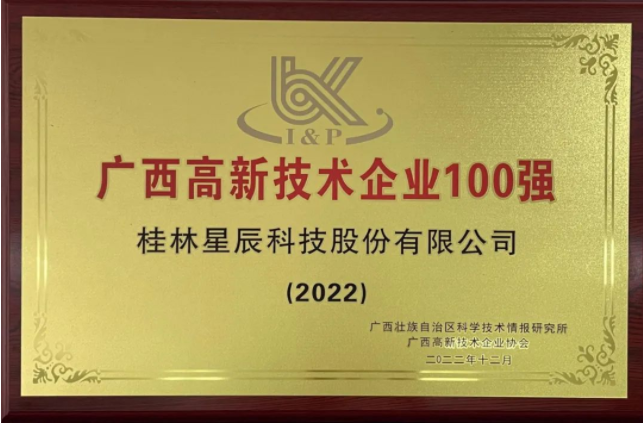 I&P
广西高新技术企业100强
桂林星辰科技股份有限公司
(2022)
广西壮族自治区科学技术情报研究所
广西高新技术企业协会
二〇二二年十二月